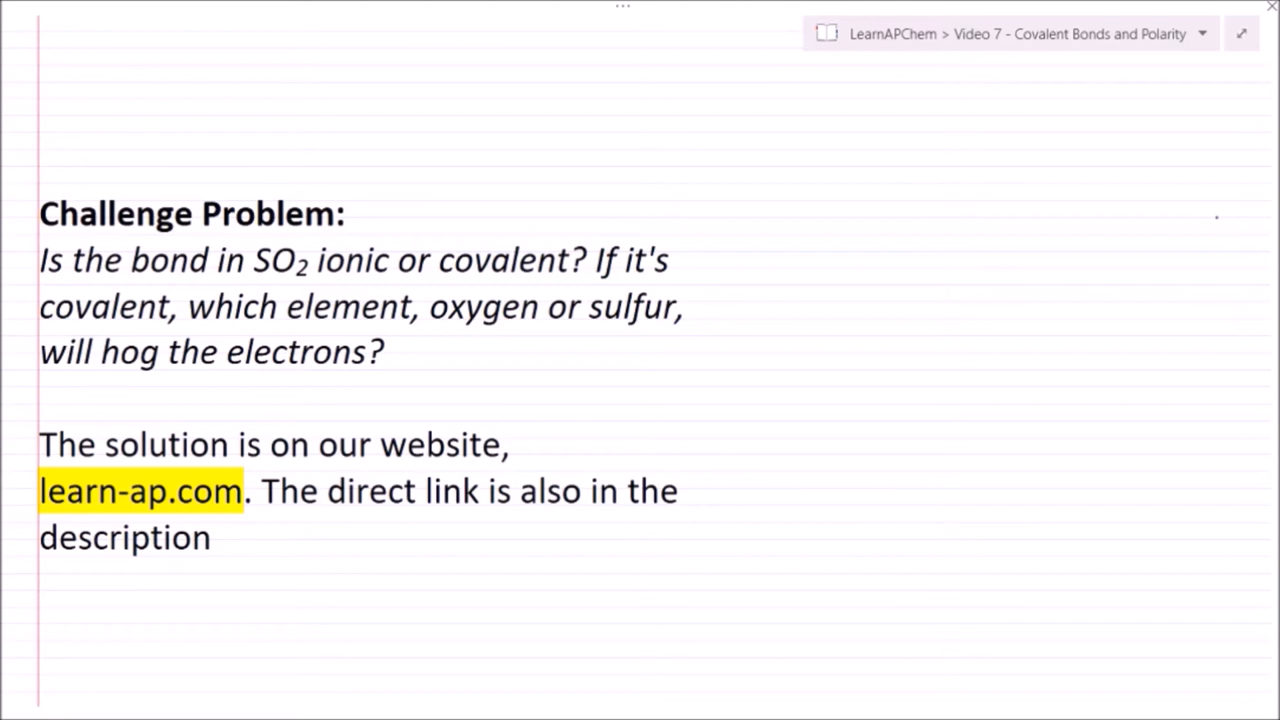 LearnAPChem > Video 7 - Covalent Bonds and Polarity
Challenge Problem:
Is the bond in SO₂ ionic or covalent? If it's
covalent, which element, oxygen or sulfur,
will hog the electrons?
The solution is on our website,
learn-ap.com. The direct link is also in the
description